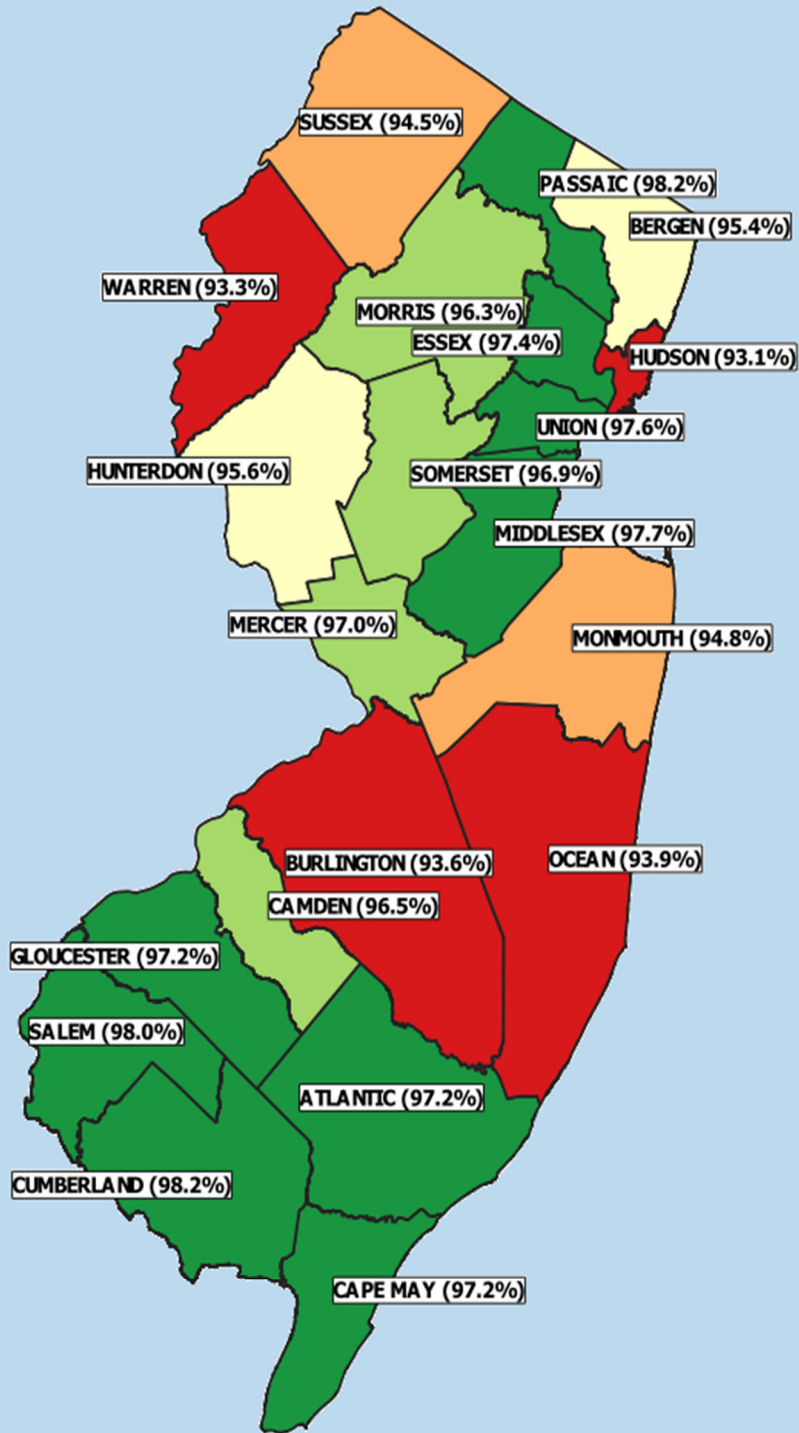 SUSSEX (94.5%)
PASSAIC (98.2%)
BERGEN (95.4%)
WARREN (93.3%)
MORRIS (96.3%)
ESSEX (97.4%)
HUDSON (93.1%)
UNION (97.6%)
HUNTERDON (95.6%)
SOMERSET (96.9%)
MIDDLESEX (97.7%)
MERCER (97.0%)
MONMOUTH (94.8%)
BURLINGTON (93.6%)
OCEAN (93.9%)
CAMDEN (96.5%)
GLOUCESTER (97.2%)
SALEM (98.0%)
ATLANTIC (97.2%)
CUMBERLAND (98.2%)
CAPE MAY (97.2%)